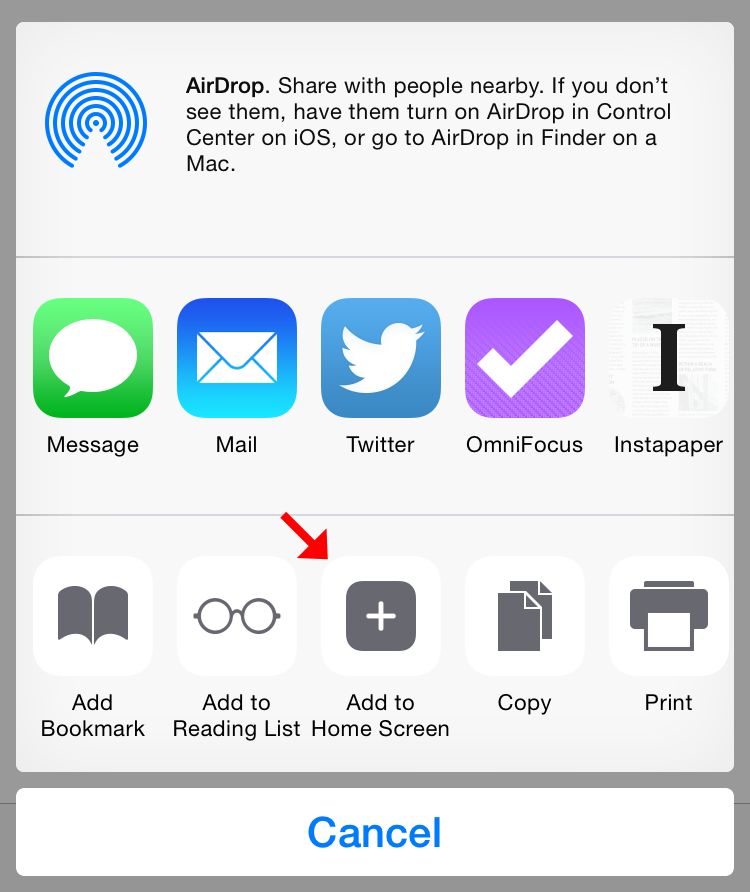 AirDrop. Share with people nearby. If you don’t
see them, have them turn on AirDrop in Control
Center on iOS, or go to AirDrop in Finder on a
Mac.
Message
Mail
Twitter
OmniFocus
I
Instapaper
Add
Bookmark
Add to
Reading List
Add to
Home Screen
Copy
Print
Cancel